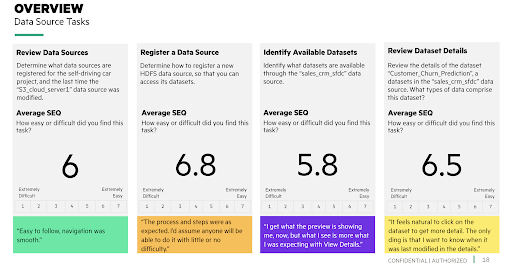 OVERVIEW
Data Source Tasks
Review Data Sources
Determine what data sources are
registered for the self-driving car
project, and the last time the
"S3_cloud_server1" data source was
modified.
Average SEQ
How easy or difficult did you find this
task?
6
Extremely
Difficult
Extremely
Easy
1 2 3 4 5 6 7
"Easy to follow, navigation was
smooth."
Register a Data Source
Determine how to register a new
HDFS data source, so that you can
access its datasets.
Average SEQ
How easy or difficult did you find this
task?
6.8
Extremely
Difficult
Extremely
Easy
1 2 3 4 5 6 7
"The process and steps were as
expected. I'd assume anyone will be
able to do it with little or no
difficulty."
Identify Available Datasets
Identify what datasets are available
through the "sales_crm_sfdc" data
source.
Average SEQ
How easy or difficult did you find this
task?
5.8
Extremely
Difficult
Extremely
Easy
1 2 3 4 5 6 7
"I get what the preview is showing
me, now, but what I see is more what
I was expecting with View Details."
Review Dataset Details
Review the details of the dataset
"Customer_Churn_Prediction", a
datasets in the "sales_crm_sfdc" data
source. What types of data comprise
this dataset?
Average SEQ
How easy or difficult did you find this
task?
6.5
Extremely
Difficult
Extremely
Easy
1 2 3 4 5 6 7
"It feels natural to click on the
dataset to get more detail. The only
ding is that I want to know when it
was last modified in the details."
CONFIDENTIAL | AUTHORIZED 18